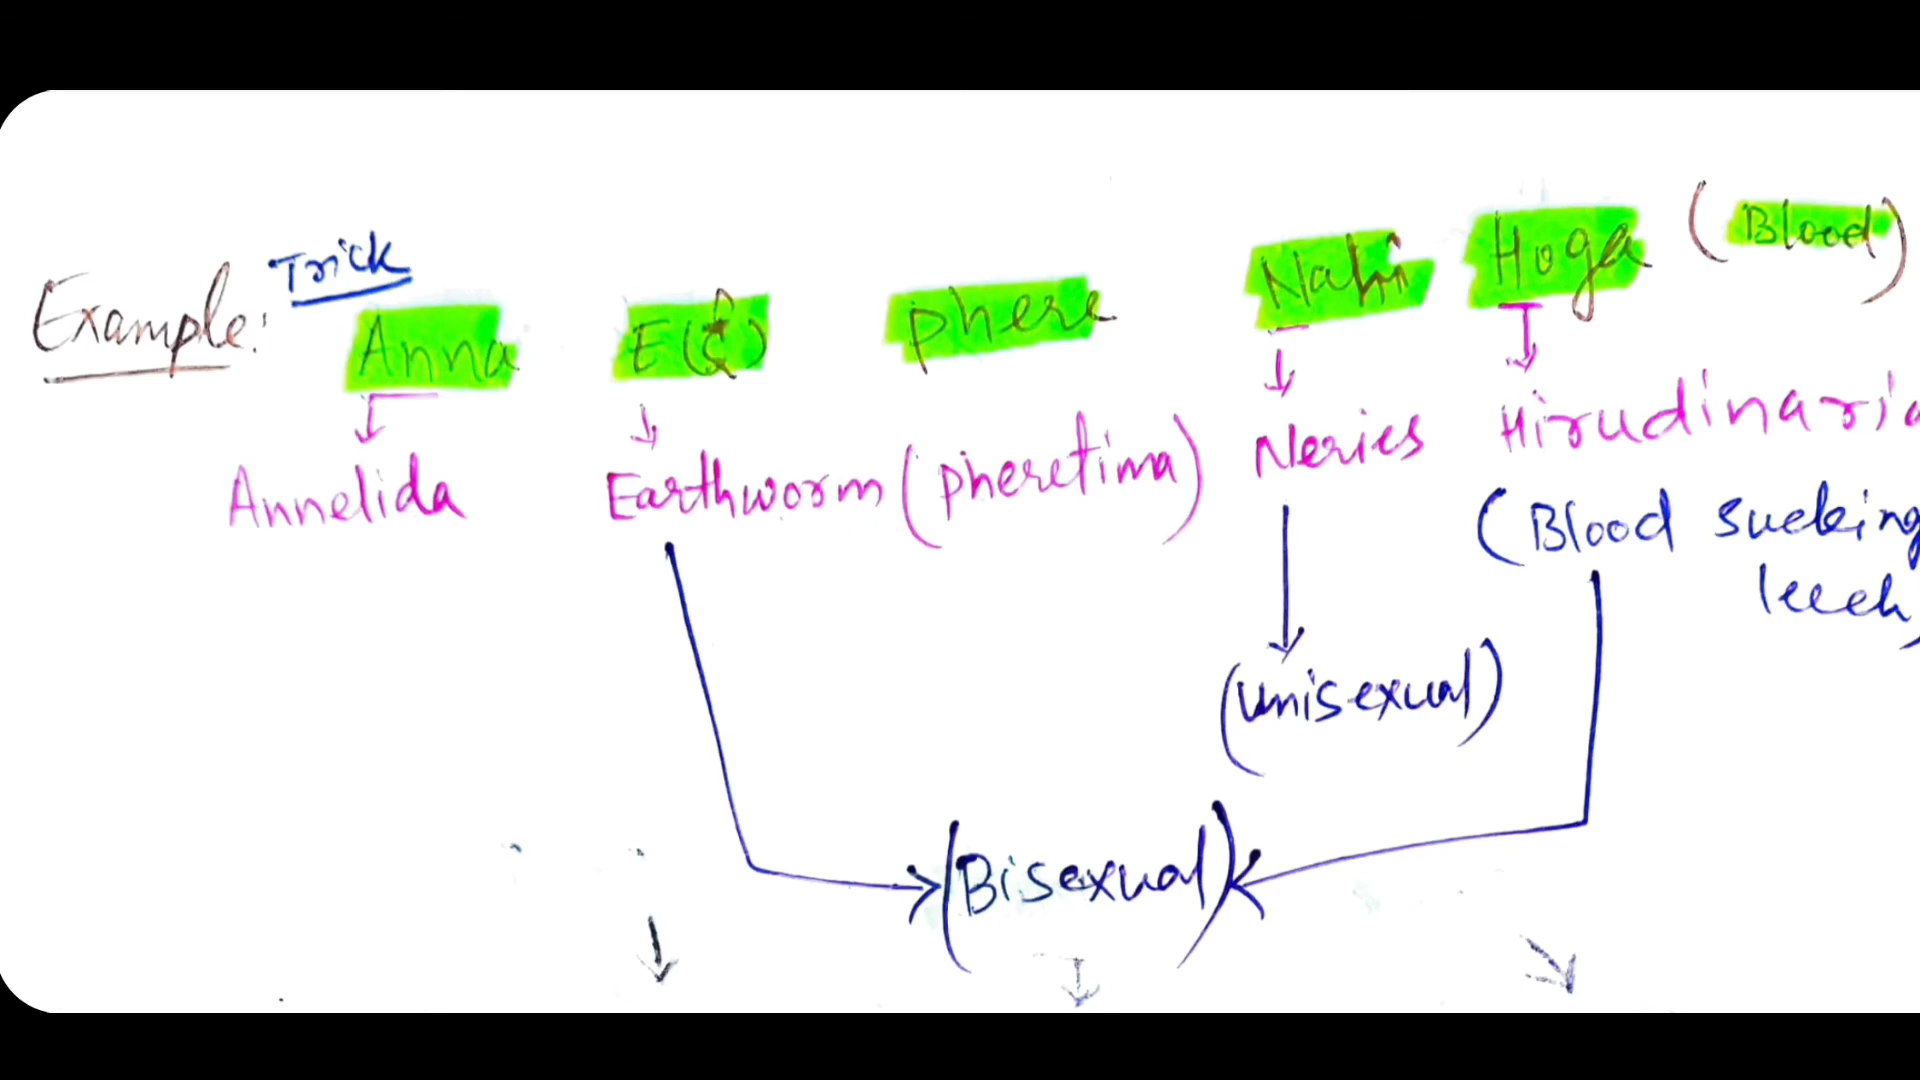 Example: Trick
Anna E( ) phere Nahi Hoga (Blood)
Annelida Earthworm (pheretima) Neries Hirudinaria
(Blood sucking
leech)
(Unisexual)
(Bisexual)